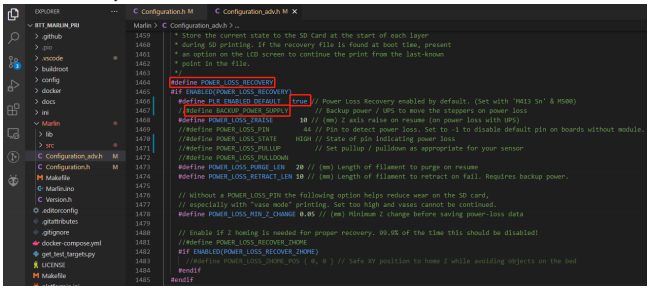 EXPLORER
BTT_MARLIN_PRI
.github
.pio
.vscode
buildroot
config
docker
docs
ini
Marlin
lib
src
C Configuration_adv.h M
C Configuration.h M
Makefile
Marlin.ino
C Version.h
.editorconfig
.gitattributes
.gitignore
docker-compose.yml
get_test_targets.py
LICENSE
Makefile
platformio.ini
C Configuration.h M C Configuration_adv.h M X
Marlin > C Configuration_adv.h > ...
1459 * Store the current state to the SD Card at the start of each layer
1460 * during SD printing. If the recovery file is found at boot time, present
1461 * an option on the LCD screen to continue the print from the last-known
1462 * point in the file.
1463 */
1464 #define POWER_LOSS_RECOVERY
1465 #if ENABLED(POWER_LOSS_RECOVERY)
1466 #define PLR_ENABLED_DEFAULT true // Power Loss Recovery enabled by default. (Set with 'M413 Sn' & M500)
1467 //#define BACKUP_POWER_SUPPLY // Backup power / UPS to move the steppers on power loss
1468 #define POWER_LOSS_ZRAISE 10 // (mm) Z axis raise on resume (on power loss with UPS)
1469 //#define POWER_LOSS_PIN 44 // Pin to detect power loss. Set to -1 to disable default pin on boards without module.
1470 //#define POWER_LOSS_STATE HIGH // State of pin indicating power loss
1471 //#define POWER_LOSS_PULLUP // Set pullup / pulldown as appropriate for your sensor
1472 //#define POWER_LOSS_PULLDOWN
1473 #define POWER_LOSS_PURGE_LEN 20 // (mm) Length of filament to purge on resume
1474 #define POWER_LOSS_RETRACT_LEN 10 // (mm) Length of filament to retract on fail. Requires backup power.
1475
1476 // Without a POWER_LOSS_PIN the following option helps reduce wear on the SD card,
1477 // especially with "vase mode" printing. Set too high and vases cannot be continued.
1478 #define POWER_LOSS_MIN_Z_CHANGE 0.05 // (mm) Minimum Z change before saving power-loss data
1479
1480 // Enable if Z homing is needed for proper recovery. 99.9% of the time this should be disabled!
1481 //#define POWER_LOSS_RECOVER_ZHOME
1482 #if ENABLED(POWER_LOSS_RECOVER_ZHOME)
1483 //#define POWER_LOSS_ZHOME_POS { 0, 0 } // Safe XY position to home Z while avoiding objects on the bed
1484 #endif
1485 #endif